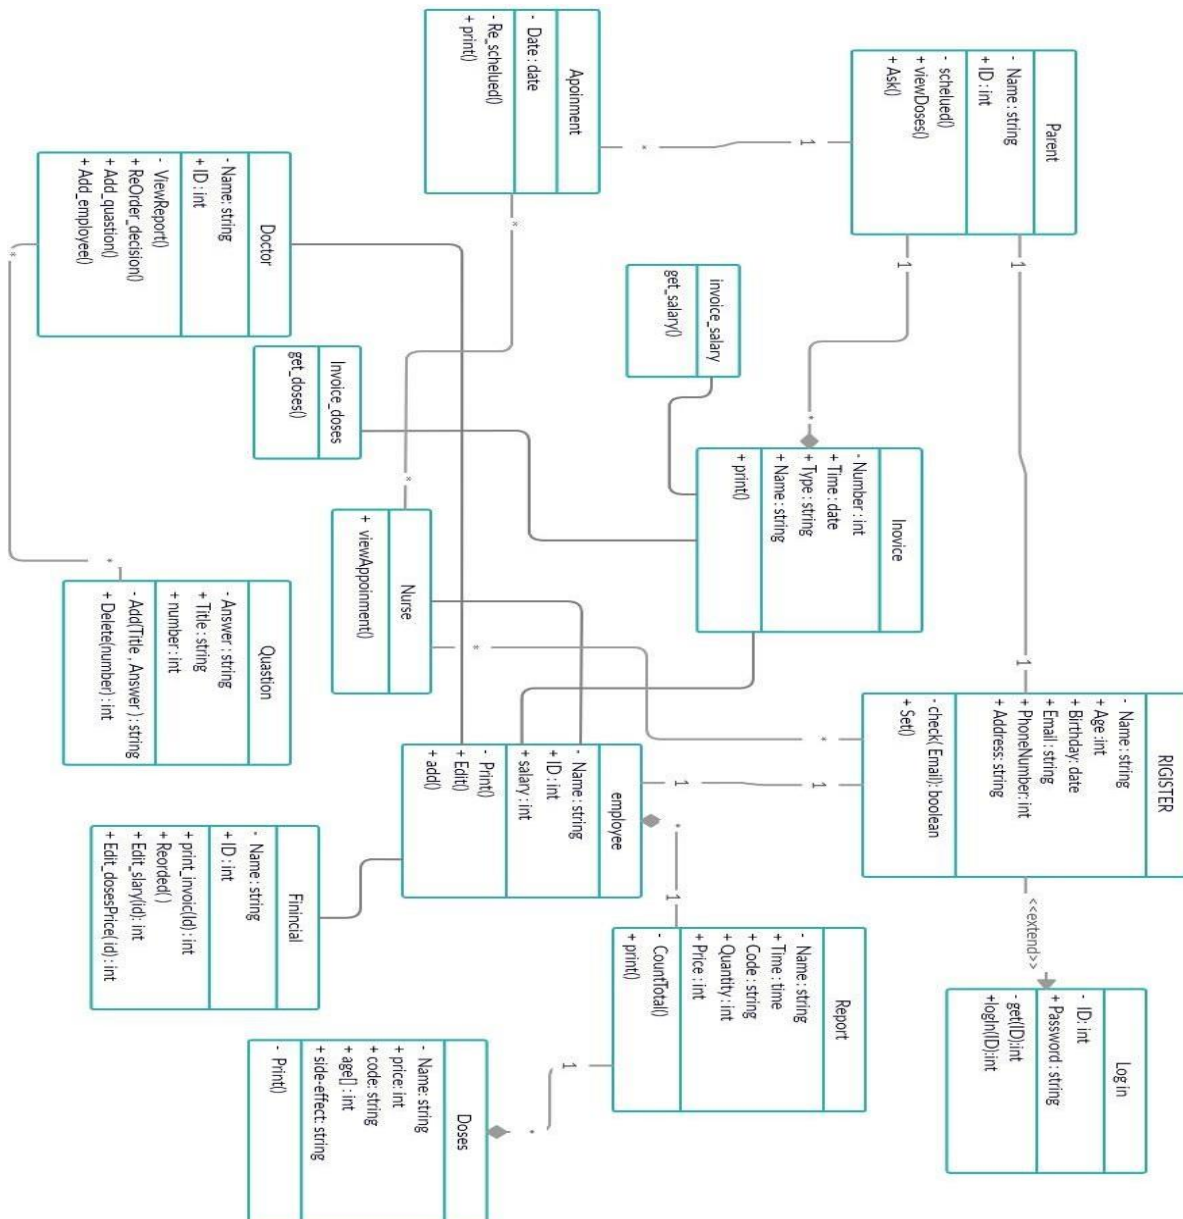 Parent
- Name : string
+ ID : int
- schelued()
+ viewDoses()
+ Ask()
1
*
1
1
Apoinment
- Date : date
- Re_schelued()
+ print()
*
Doctor
- Name: string
+ ID : int
- ViewReport()
+ ReOrder_decision()
+ Add_quastion()
+ Add_employee()
*
invoice_salary
get_salary()
Invoice_doses
get_doses()
*
Inovice
- Number : int
+ Time : date
+ Type : string
+ Name : string
+ print()
*
Nurse
+ viewAppoinment()
*
*
Quastion
- Answer : string
+ Title : string
+ number : int
- Add(Title , Answer ) : string
+ Delete(number) : int
1
RIGISTER
- Name : string
+ Age :int
+ Birthday: date
+ Email : string
+ PhoneNumber: int
+ Address: string
- check( Email): boolean
+ Set()
*
1
1
<<extend>>
employee
- Name : string
+ ID : int
+ salary : int
- Print()
+ Edit()
+ add()
*
1
Finincial
- Name : string
+ ID : int
+ print_invoic(Id) : int
+ Reorded( )
+ Edit_slary(id): int
+ Edit_dosesPrice( id) : int
Report
- Name : string
+ Time : time
+ Code : string
+ Quantity : int
+ Price : int
- CountTotal()
+ print()
1
*
Log in
- ID: int
+ Password : string
- get(ID):int
+logIn(ID):int
Doses
- Name: string
+ price: int
+ code: string
+ age[] : int
+ side-effect: string
- Print()